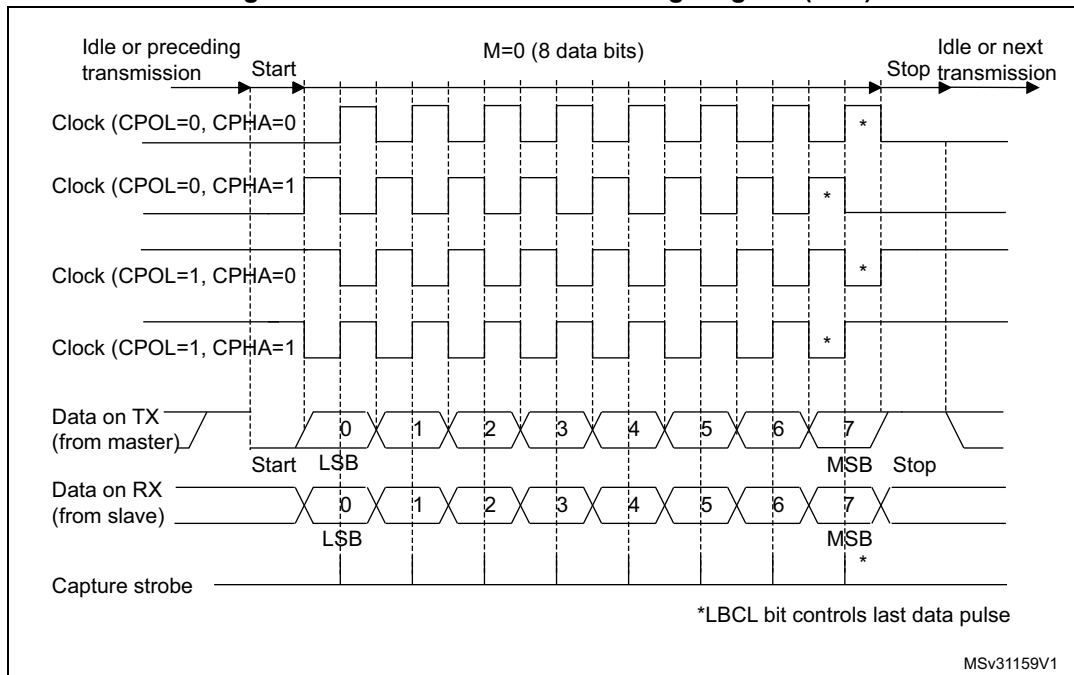 Idle or preceding transmission Start M=0 (8 data bits) Stop Idle or next transmission
Clock (CPOL=0, CPHA=0
*
Clock (CPOL=0, CPHA=1
*
Clock (CPOL=1, CPHA=0
*
Clock (CPOL=1, CPHA=1
*
Data on TX
(from master)
0 1 2 3 4 5 6 7
Start LSB MSB Stop
Data on RX
(from slave)
0 1 2 3 4 5 6 7
LSB MSB
*
Capture strobe
*LBCL bit controls last data pulse
MSv31159V1